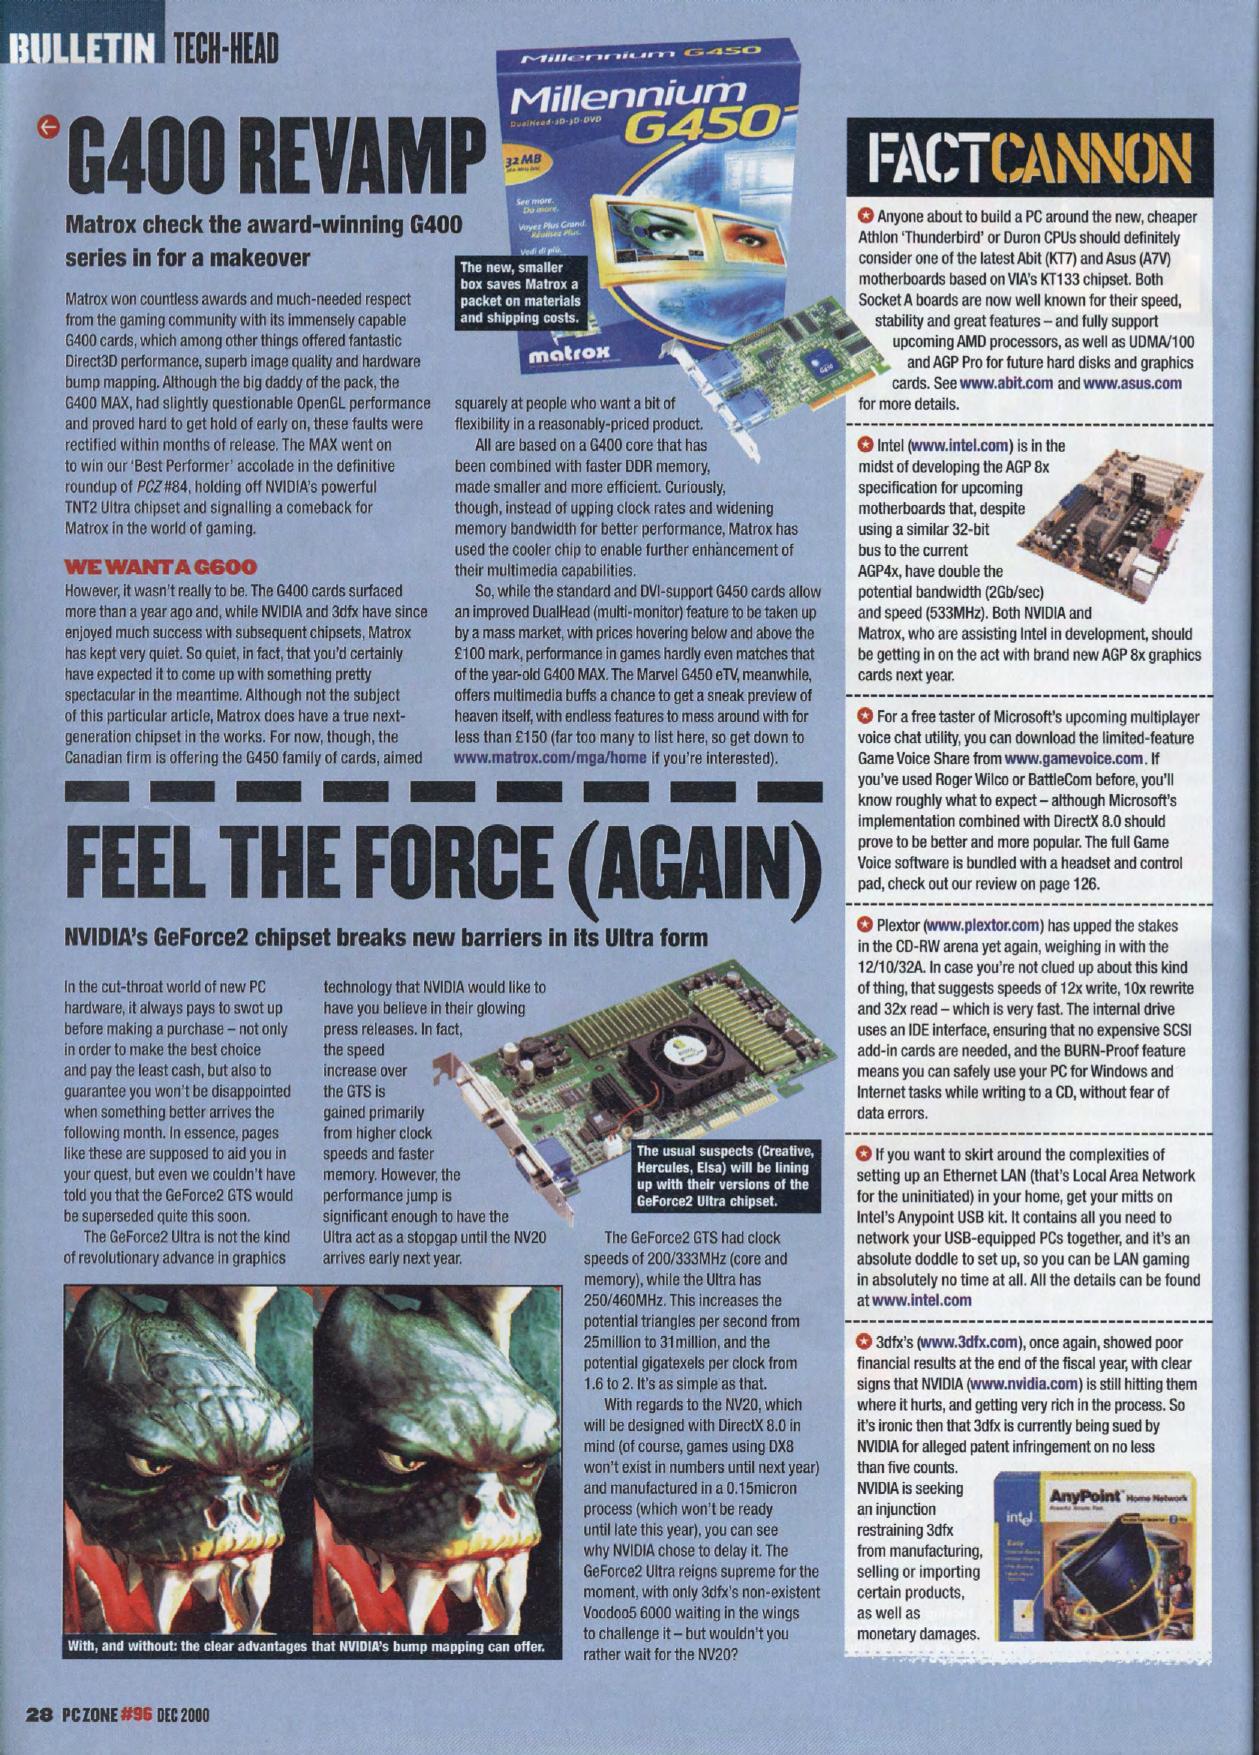 BULLETIN TECH-HEAD
G400 REVAMP
Matrox check the award-winning G400
series in for a makeover
Matrox won countless awards and much-needed respect
from the gaming community with its immensely capable
G400 cards, which among other things offered fantastic
Direct3D performance, superb image quality and hardware
bump mapping. Although the big daddy of the pack, the
G400 MAX, had slightly questionable OpenGL performance
and proved hard to get hold of early on, these faults were
rectified within months of release. The MAX went on
to win our 'Best Performer' accolade in the definitive
roundup of PCZ #84, holding off NVIDIA's powerful
TNT2 Ultra chipset and signalling a comeback for
Matrox in the world of gaming.
WE WANT A G600
However, it wasn't really to be. The G400 cards surfaced
more than a year ago and, while NVIDIA and 3dfx have since
enjoyed much success with subsequent chipsets, Matrox
has kept very quiet. So quiet, in fact, that you'd certainly
have expected it to come up with something pretty
spectacular in the meantime. Although not the subject
of this particular article, Matrox does have a true next-
generation chipset in the works. For now, though, the
Canadian firm is offering the G450 family of cards, aimed
Millennium G450
Millennium
G450
DualHead-2D-3D-DVD
32 MB
See more.
Do more.
Voyez Plus Grand.
Réalisez Plus.
Vedi di più.
matrox
The new, smaller
box saves Matrox a
packet on materials
and shipping costs.
squarely at people who want a bit of
flexibility in a reasonably-priced product.
All are based on a G400 core that has
been combined with faster DDR memory,
made smaller and more efficient. Curiously,
though, instead of upping clock rates and widening
memory bandwidth for better performance, Matrox has
used the cooler chip to enable further enhancement of
their multimedia capabilities.
So, while the standard and DVI-support G450 cards allow
an improved DualHead (multi-monitor) feature to be taken up
by a mass market, with prices hovering below and above the
£100 mark, performance in games hardly even matches that
of the year-old G400 MAX. The Marvel G450 eTV, meanwhile,
offers multimedia buffs a chance to get a sneak preview of
heaven itself, with endless features to mess around with for
less than £150 (far too many to list here, so get down to
www.matrox.com/mga/home if you're interested).
FEEL THE FORCE (AGAIN)
NVIDIA's GeForce2 chipset breaks new barriers in its Ultra form
In the cut-throat world of new PC
hardware, it always pays to swot up
before making a purchase – not only
in order to make the best choice
and pay the least cash, but also to
guarantee you won't be disappointed
when something better arrives the
following month. In essence, pages
like these are supposed to aid you in
your quest, but even we couldn't have
told you that the GeForce2 GTS would
be superseded quite this soon.
The GeForce2 Ultra is not the kind
of revolutionary advance in graphics
technology that NVIDIA would like to
have you believe in their glowing
press releases. In fact,
the speed
increase over
the GTS is
gained primarily
from higher clock
speeds and faster
memory. However, the
performance jump is
significant enough to have the
Ultra act as a stopgap until the NV20
arrives early next year.
The usual suspects (Creative,
Hercules, Elsa) will be lining
up with their versions of the
GeForce2 Ultra chipset.
The GeForce2 GTS had clock
speeds of 200/333MHz (core and
memory), while the Ultra has
250/460MHz. This increases the
potential triangles per second from
25million to 31million, and the
potential gigatexels per clock from
1.6 to 2. It's as simple as that.
With regards to the NV20, which
will be designed with DirectX 8.0 in
mind (of course, games using DX8
won't exist in numbers until next year)
and manufactured in a 0.15micron
process (which won't be ready
until late this year), you can see
why NVIDIA chose to delay it. The
GeForce2 Ultra reigns supreme for the
moment, with only 3dfx's non-existent
Voodoo5 6000 waiting in the wings
to challenge it – but wouldn't you
rather wait for the NV20?
With, and without: the clear advantages that NVIDIA's bump mapping can offer.
FACTCANNON
Anyone about to build a PC around the new, cheaper
Athlon 'Thunderbird' or Duron CPUs should definitely
consider one of the latest Abit (KT7) and Asus (A7V)
motherboards based on VIA's KT133 chipset. Both
Socket A boards are now well known for their speed,
stability and great features – and fully support
upcoming AMD processors, as well as UDMA/100
and AGP Pro for future hard disks and graphics
cards. See www.abit.com and www.asus.com
for more details.
Intel (www.intel.com) is in the
midst of developing the AGP 8x
specification for upcoming
motherboards that, despite
using a similar 32-bit
bus to the current
AGP4x, have double the
potential bandwidth (2Gb/sec)
and speed (533MHz). Both NVIDIA and
Matrox, who are assisting Intel in development, should
be getting in on the act with brand new AGP 8x graphics
cards next year.
For a free taster of Microsoft's upcoming multiplayer
voice chat utility, you can download the limited-feature
Game Voice Share from www.gamevoice.com. If
you've used Roger Wilco or BattleCom before, you'll
know roughly what to expect – although Microsoft's
implementation combined with DirectX 8.0 should
prove to be better and more popular. The full Game
Voice software is bundled with a headset and control
pad, check out our review on page 126.
Plextor (www.plextor.com) has upped the stakes
in the CD-RW arena yet again, weighing in with the
12/10/32A. In case you're not clued up about this kind
of thing, that suggests speeds of 12x write, 10x rewrite
and 32x read – which is very fast. The internal drive
uses an IDE interface, ensuring that no expensive SCSI
add-in cards are needed, and the BURN-Proof feature
means you can safely use your PC for Windows and
Internet tasks while writing to a CD, without fear of
data errors.
If you want to skirt around the complexities of
setting up an Ethernet LAN (that's Local Area Network
for the uninitiated) in your home, get your mitts on
Intel's Anypoint USB kit. It contains all you need to
network your USB-equipped PCs together, and it's an
absolute doddle to set up, so you can be LAN gaming
in absolutely no time at all. All the details can be found
at www.intel.com
3dfx's (www.3dfx.com), once again, showed poor
financial results at the end of the fiscal year, with clear
signs that NVIDIA (www.nvidia.com) is still hitting them
where it hurts, and getting very rich in the process. So
it's ironic then that 3dfx is currently being sued by
NVIDIA for alleged patent infringement on no less
than five counts.
NVIDIA is seeking
an injunction
restraining 3dfx
from manufacturing,
selling or importing
certain products,
as well as
monetary damages.
AnyPoint Home Network
intel
Easy
28 PCZONE #96 DEC 2000